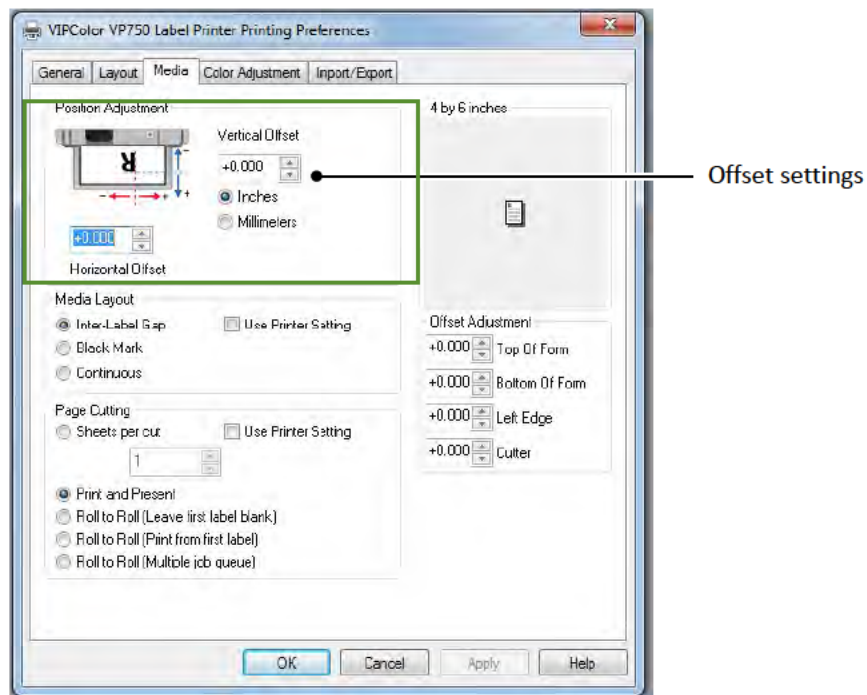 VIPColor VP750 Label Printer Printing Preferences
General Layout Media Color Adjustment Import/Export
Position Adjustment
R
Vertical Offset
+0.000
Inches
Millimeters
+0.000
Horizontal Offset
4 by 6 inches
Offset settings
Media Layout
Inter-Label Gap
Use Printer Setting
Black Mark
Continuous
Offset Adjustment
+0.000 Top Of Form
+0.000 Bottom Of Form
+0.000 Left Edge
+0.000 Cutter
Page Cutting
Sheets per cut
Use Printer Setting
1
Print and Present
Roll to Roll (Leave first label blank)
Roll to Roll (Print from first label)
Roll to Roll (Multiple job queue)
OK Cancel Apply Help